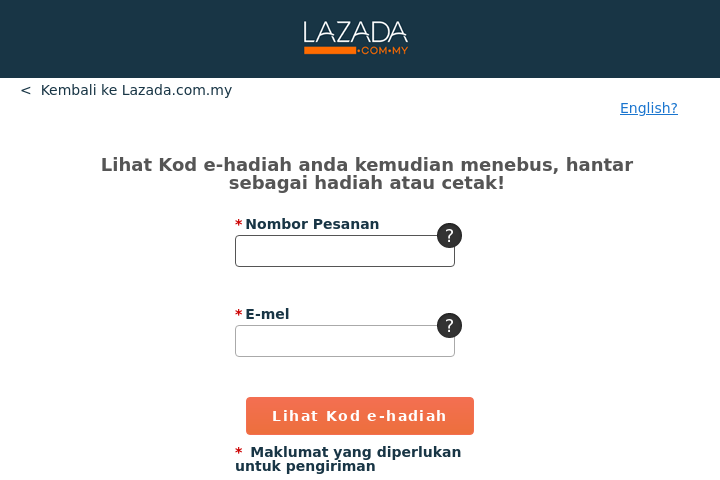 LAZADA
.COM.MY
< Kembali ke Lazada.com.my
English?
Lihat Kod e-hadiah anda kemudian menebus, hantar
sebagai hadiah atau cetak!
*Nombor Pesanan
?
*E-mel
?
Lihat Kod e-hadiah
* Maklumat yang diperlukan
untuk pengiriman